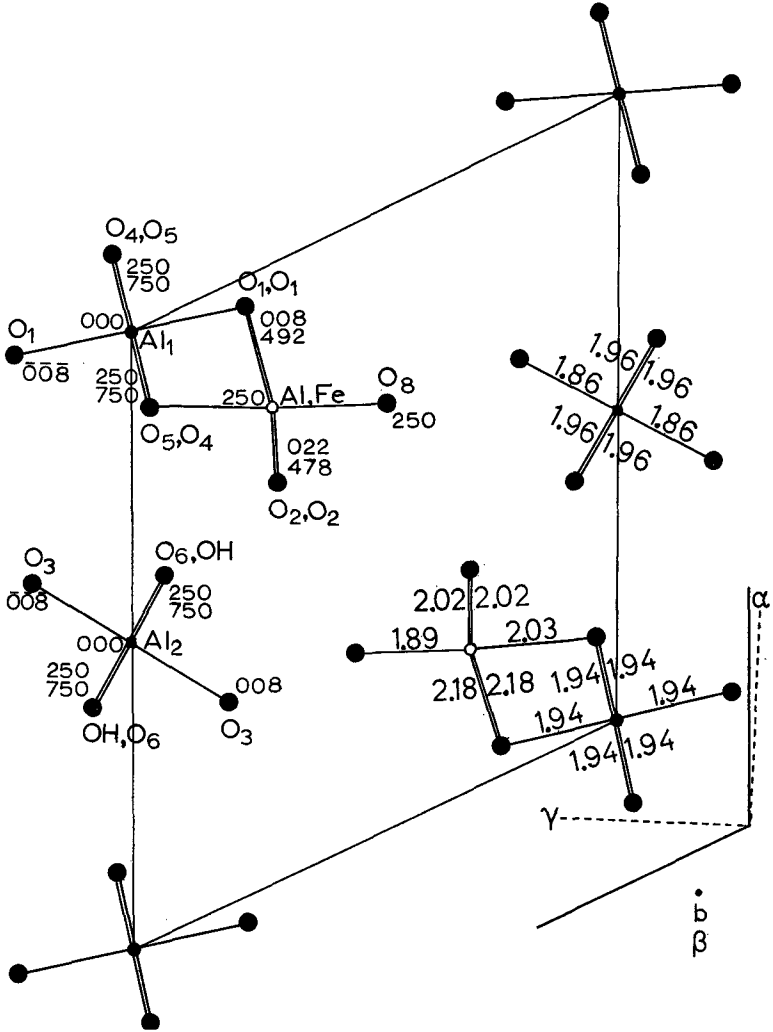 O₄,O₅
250
750
O₁,O₁
O₁
000
Al₁
008
492
0̄0̄8̄
250
750
250
Al,Fe
O₈
250
O₅,O₄
022
478
O₂,O₂
1.96
1.96
1.86
1.86
1.96
1.96
O₃
O₆,OH
0̄0̄8
250
750
000
Al₂
250
750
008
OH,O₆
O₃
2.02
2.02
1.89
2.03
2.18
2.18
1.94
1.94
1.94
1.94
1.94
1.94
α
γ
b
β